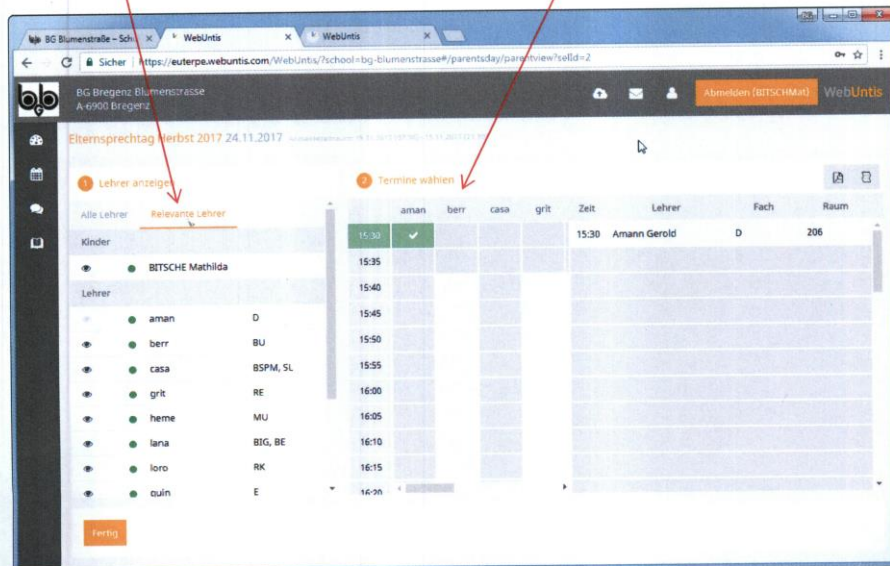 BG Blumenstraße – Schu
WebUntis
WebUntis
Sicher
https://euterpe.webuntis.com/WebUntis/?school=bg-blumenstrasse#/parentsday/parentview?selId=2
bgb
BG Bregenz Blumenstrasse
A-6900 Bregenz
Abmelden (BITSCHMat)
WebUntis
Elternsprechtag Herbst 2017 24.11.2017
1 Lehrer anzeigen
2 Termine wählen
Alle Lehrer Relevante Lehrer
Kinder
BITSCHE Mathilda
Lehrer
aman D
berr BU
casa BSPM, SL
grit RE
heme MU
lana BIG, BE
loro RK
quin E
Fertig
aman berr casa grit Zeit Lehrer Fach Raum
15:30 15:30 Amann Gerold D 206
15:35
15:40
15:45
15:50
15:55
16:00
16:05
16:10
16:15
16:20